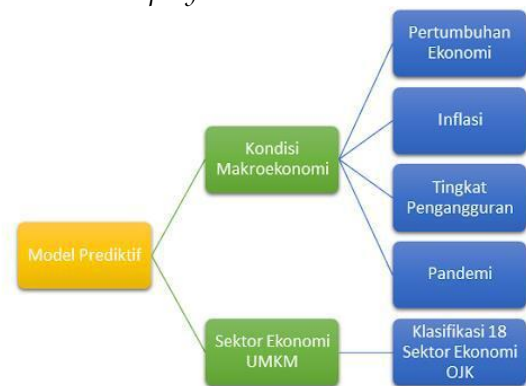 Pertumbuhan
Ekonomi
Inflasi
Kondisi
Makroekonomi
Tingkat
Pengangguran
Model Prediktif
Pandemi
Sektor Ekonomi
UMKM
Klasifikasi 18
Sektor Ekonomi
OJK